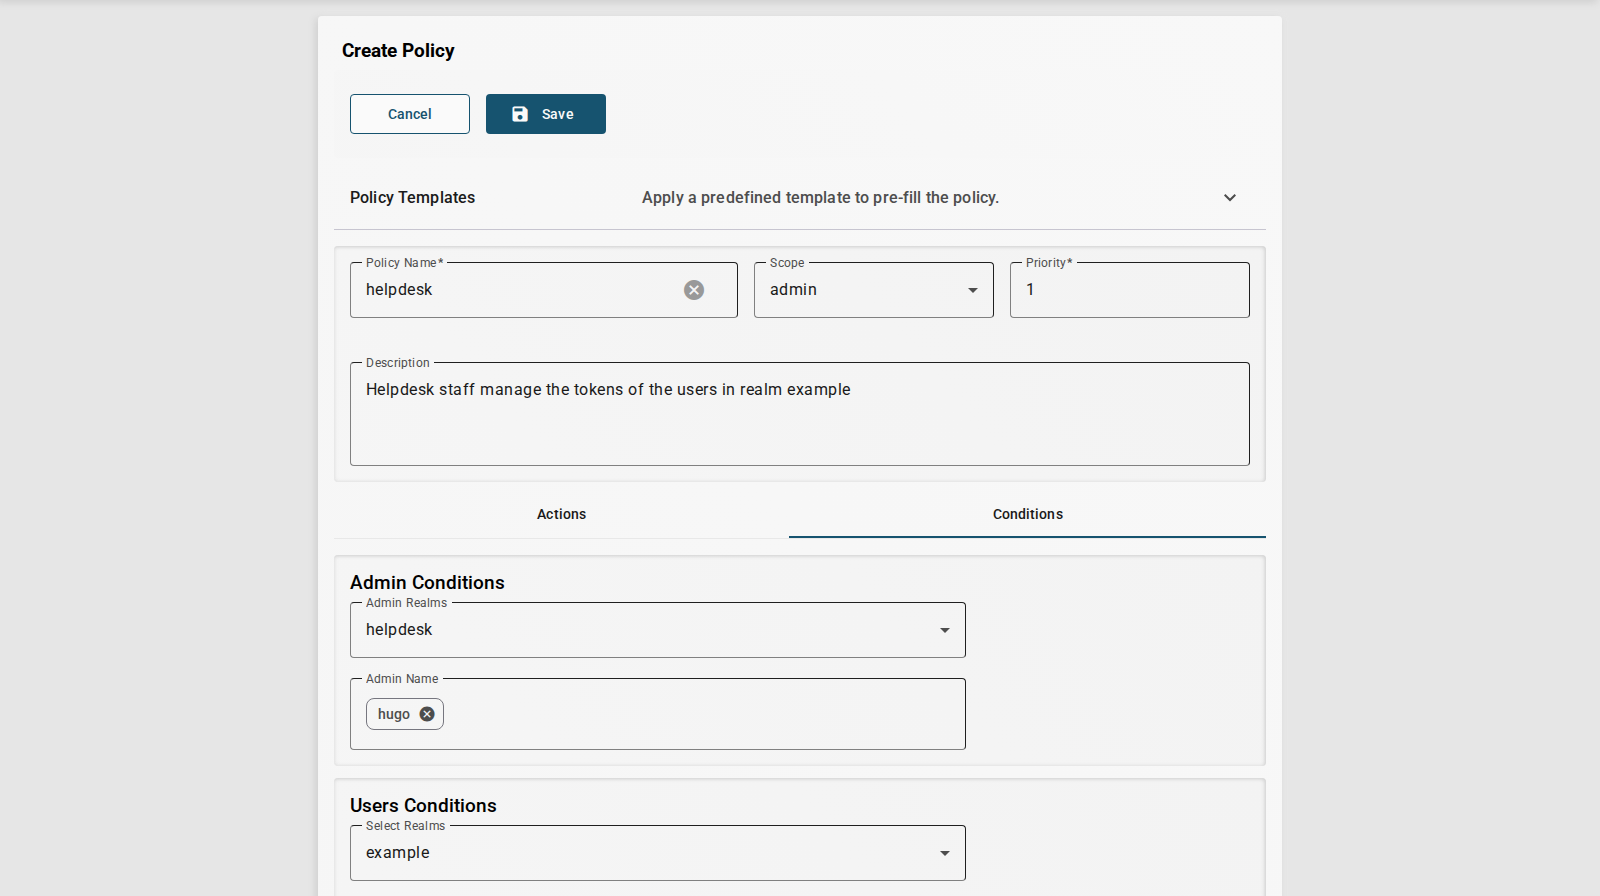 Create Policy
Cancel
Save
Policy Templates
Apply a predefined template to pre-fill the policy.
Policy Name*
helpdesk
Scope
admin
Priority*
1
Description
Helpdesk staff manage the tokens of the users in realm example
Actions
Conditions
Admin Conditions
Admin Realms
helpdesk
Admin Name
hugo
Users Conditions
Select Realms
example